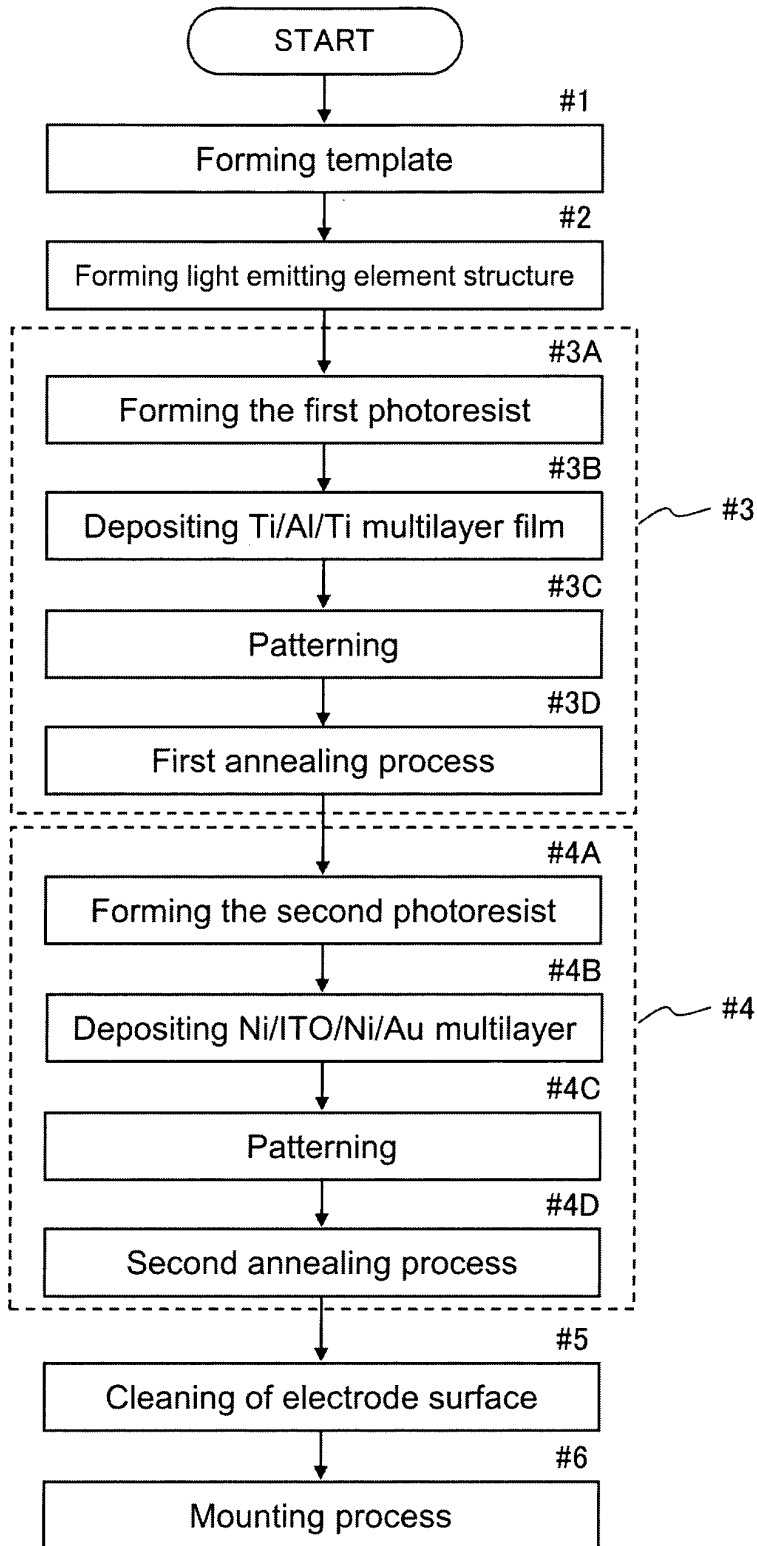 START
#1
Forming template
#2
Forming light emitting element structure
#3A
Forming the first photoresist
#3B
Depositing Ti/Al/Ti multilayer film
#3
#3C
Patterning
#3D
First annealing process
#4A
Forming the second photoresist
#4B
Depositing Ni/ITO/Ni/Au multilayer
#4
#4C
Patterning
#4D
Second annealing process
#5
Cleaning of electrode surface
#6
Mounting process